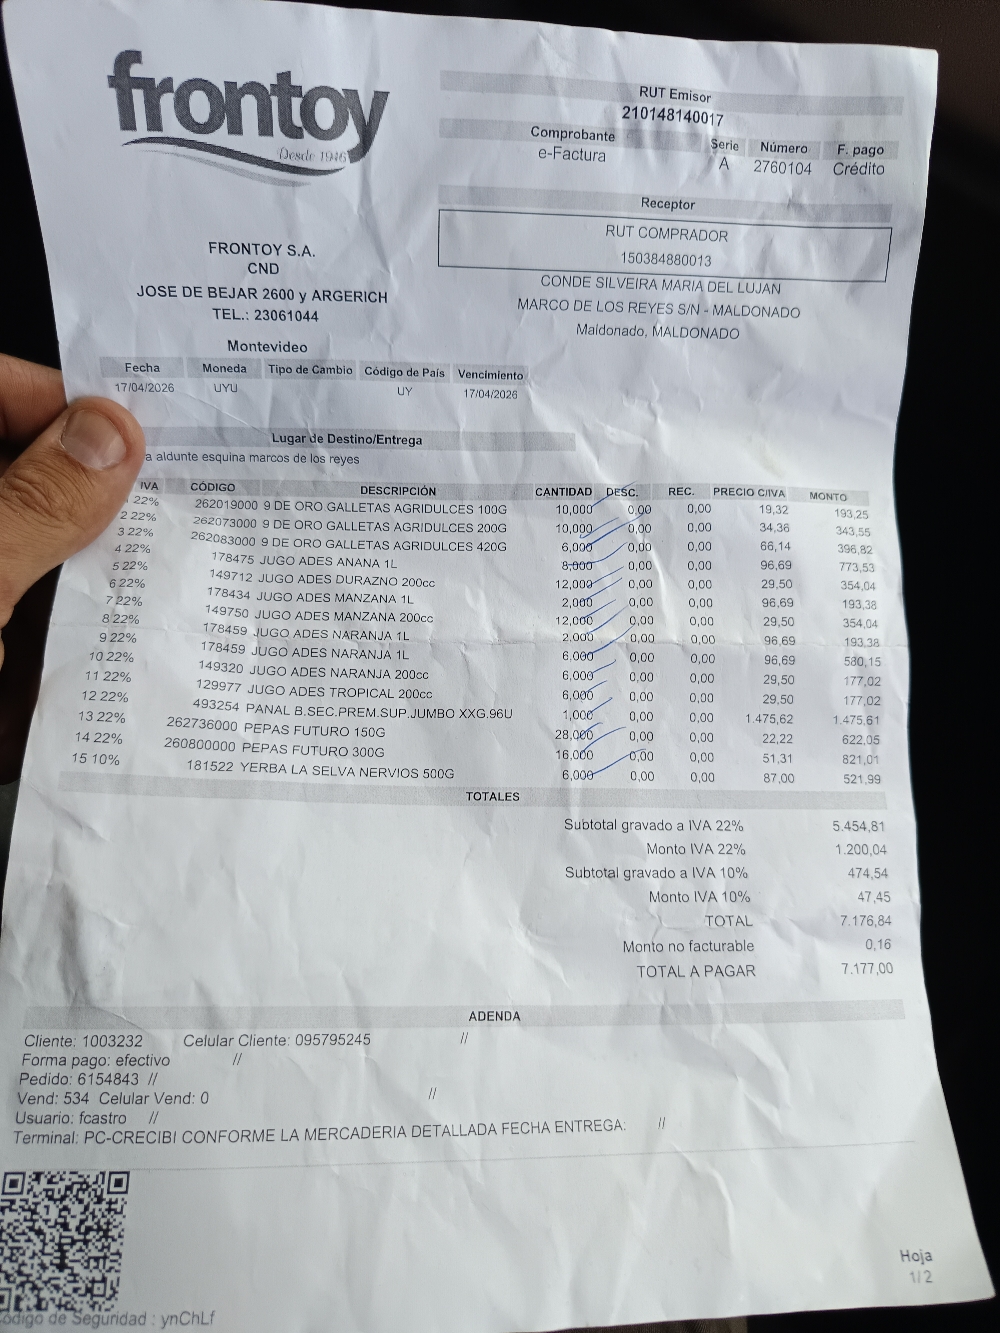 frontoy
Desde 1946
RUT Emisor
210148140017
Comprobante Serie Número F. pago
e-Factura A 2760104 Crédito
Receptor
RUT COMPRADOR
150384880013
CONDE SILVEIRA MARIA DEL LUJAN
MARCO DE LOS REYES S/N - MALDONADO
Maldonado, MALDONADO
FRONTOY S.A.
CND
JOSE DE BEJAR 2600 y ARGERICH
TEL.: 23061044
Montevideo
Fecha Moneda Tipo de Cambio Código de País Vencimiento
17/04/2026 UYU UY 17/04/2026
Lugar de Destino/Entrega
a aldunte esquina marcos de los reyes
IVA CÓDIGO DESCRIPCIÓN CANTIDAD DESC. REC. PRECIO C/IVA MONTO
1 22% 262019000 9 DE ORO GALLETAS AGRIDULCES 100G 10,000 0,00 0,00 19,32 193,25
2 22% 262073000 9 DE ORO GALLETAS AGRIDULCES 200G 10,000 0,00 0,00 34,36 343,55
3 22% 262083000 9 DE ORO GALLETAS AGRIDULCES 420G 6,000 0,00 0,00 66,14 396,82
4 22% 178475 JUGO ADES ANANA 1L 8,000 0,00 0,00 96,69 773,53
5 22% 149712 JUGO ADES DURAZNO 200cc 12,000 0,00 0,00 29,50 354,04
6 22% 178434 JUGO ADES MANZANA 1L 2,000 0,00 0,00 96,69 193,38
7 22% 149750 JUGO ADES MANZANA 200cc 12,000 0,00 0,00 29,50 354,04
8 22% 178459 JUGO ADES NARANJA 1L 2,000 0,00 0,00 96,69 193,38
9 22% 178459 JUGO ADES NARANJA 1L 6,000 0,00 0,00 96,69 580,15
10 22% 149320 JUGO ADES NARANJA 200cc 6,000 0,00 0,00 29,50 177,02
11 22% 129977 JUGO ADES TROPICAL 200cc 6,000 0,00 0,00 29,50 177,02
12 22% 493254 PANAL B.SEC.PREM.SUP.JUMBO XXG.96U 1,000 0,00 0,00 1.475,62 1.475,61
13 22% 262736000 PEPAS FUTURO 150G 28,000 0,00 0,00 22,22 622,05
14 22% 260800000 PEPAS FUTURO 300G 16,000 0,00 0,00 51,31 821,01
15 10% 181522 YERBA LA SELVA NERVIOS 500G 6,000 0,00 0,00 87,00 521,99
TOTALES
Subtotal gravado a IVA 22% 5.454,81
Monto IVA 22% 1.200,04
Subtotal gravado a IVA 10% 474,54
Monto IVA 10% 47,45
TOTAL 7.176,84
Monto no facturable 0,16
TOTAL A PAGAR 7.177,00
ADENDA
Cliente: 1003232 Celular Cliente: 095795245 //
Forma pago: efectivo //
Pedido: 6154843 //
Vend: 534 Celular Vend: 0 //
Usuario: fcastro //
Terminal: PC-CRECIBI CONFORME LA MERCADERIA DETALLADA FECHA ENTREGA: //
Hoja
1/2
ódigo de Seguridad : ynChLf